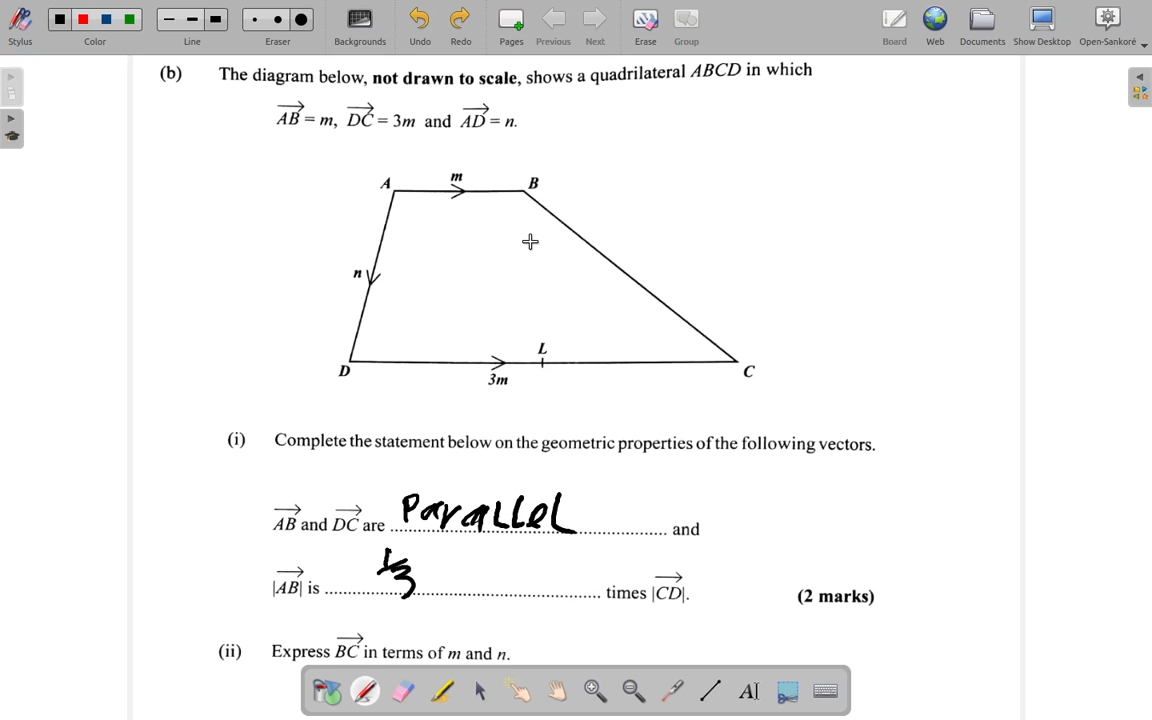 Stylus Color Line Eraser Backgrounds Undo Redo Pages Previous Next Erase Group Board Web Documents Show Desktop Open-Sankoré
(b) The diagram below, not drawn to scale, shows a quadrilateral ABCD in which
AB = m, DC = 3m and AD = n.
A m B
n
L
D 3m C
(i) Complete the statement below on the geometric properties of the following vectors.
AB and DC are Parallel and
|AB| is 1/3 times |CD|. (2 marks)
(ii) Express BC in terms of m and n.
AI